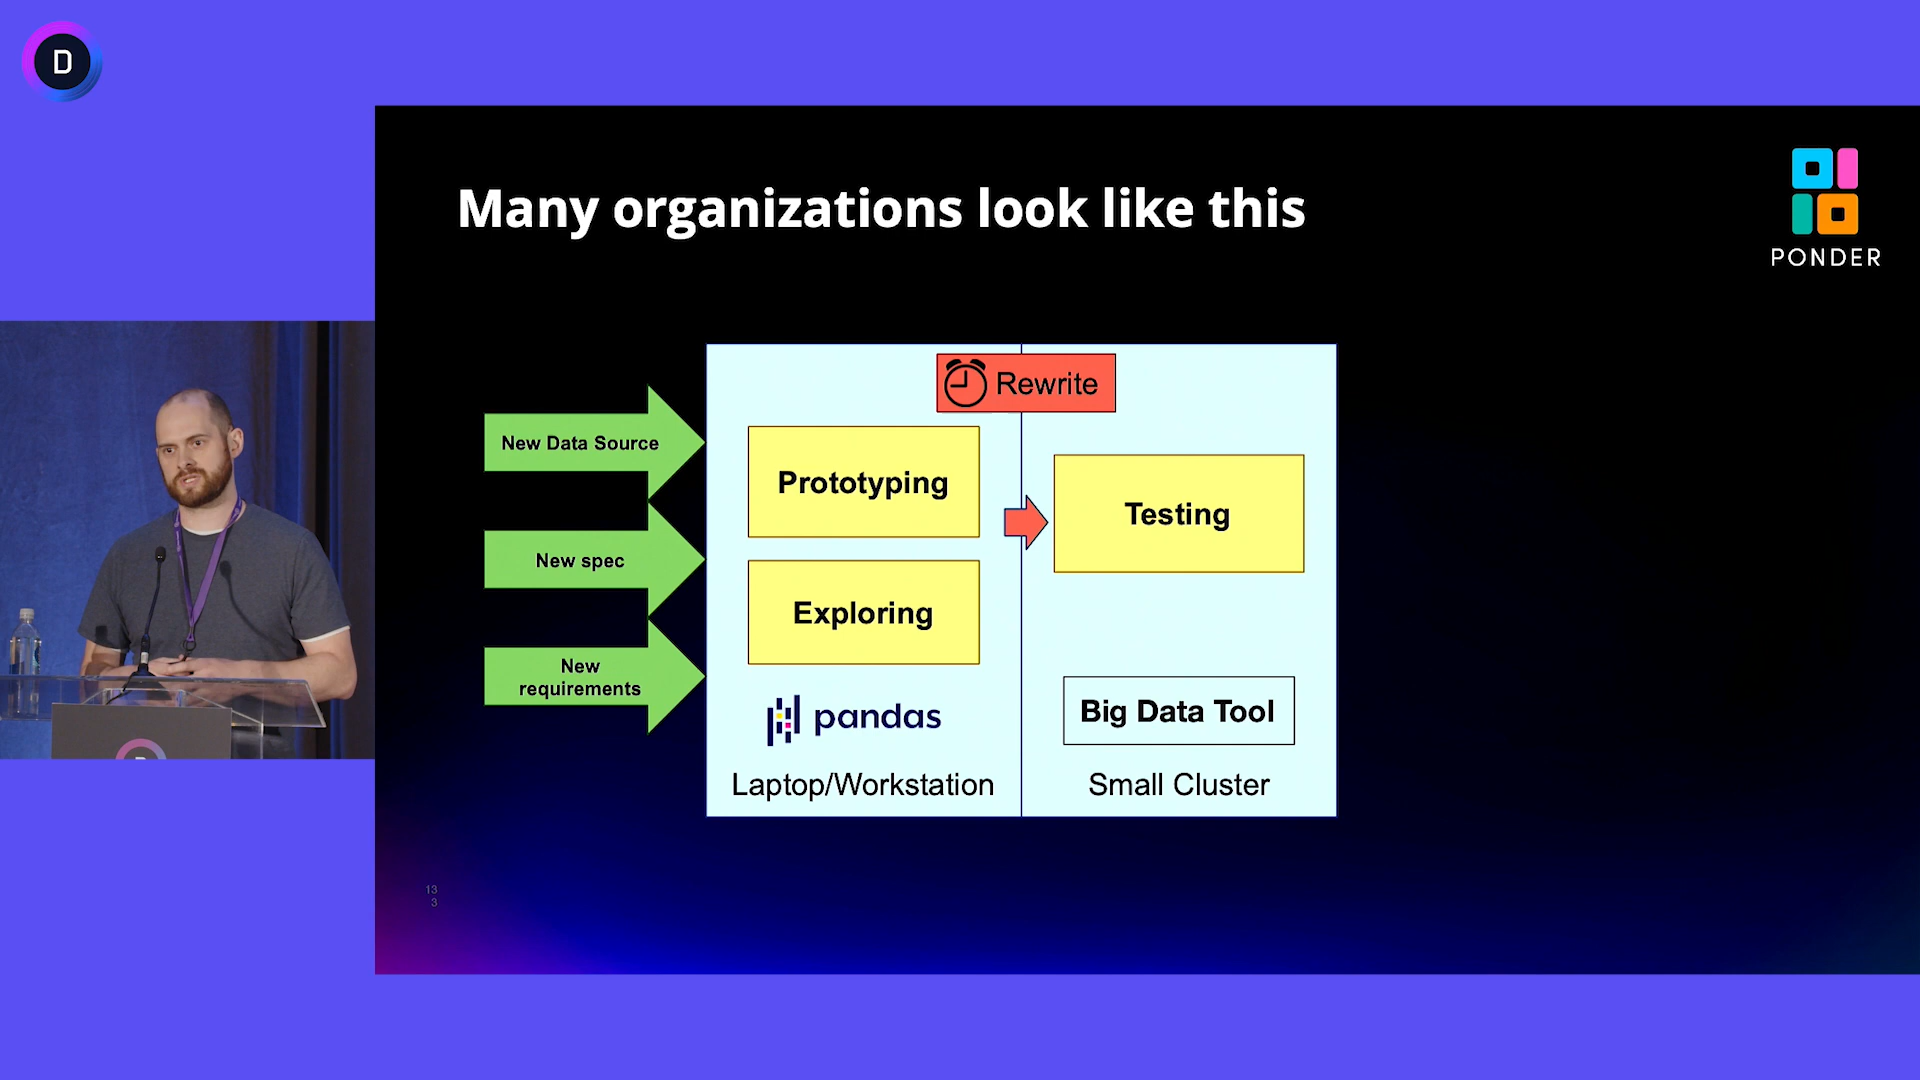 D
Many organizations look like this
PONDER
Rewrite
New Data Source
Prototyping
Testing
New spec
Exploring
New
requirements
pandas
Big Data Tool
Laptop/Workstation
Small Cluster
13
3